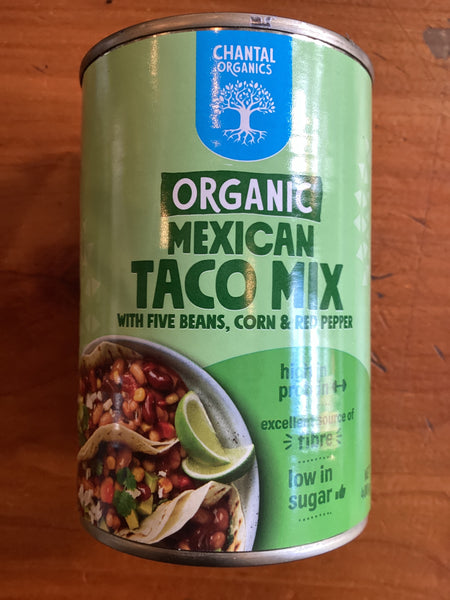 CHANTAL
ORGANICS
ORGANIC
MEXICAN
TACO MIX
WITH FIVE BEANS, CORN & RED PEPPER
high in
protein
excellent source of
fibre
low in
sugar